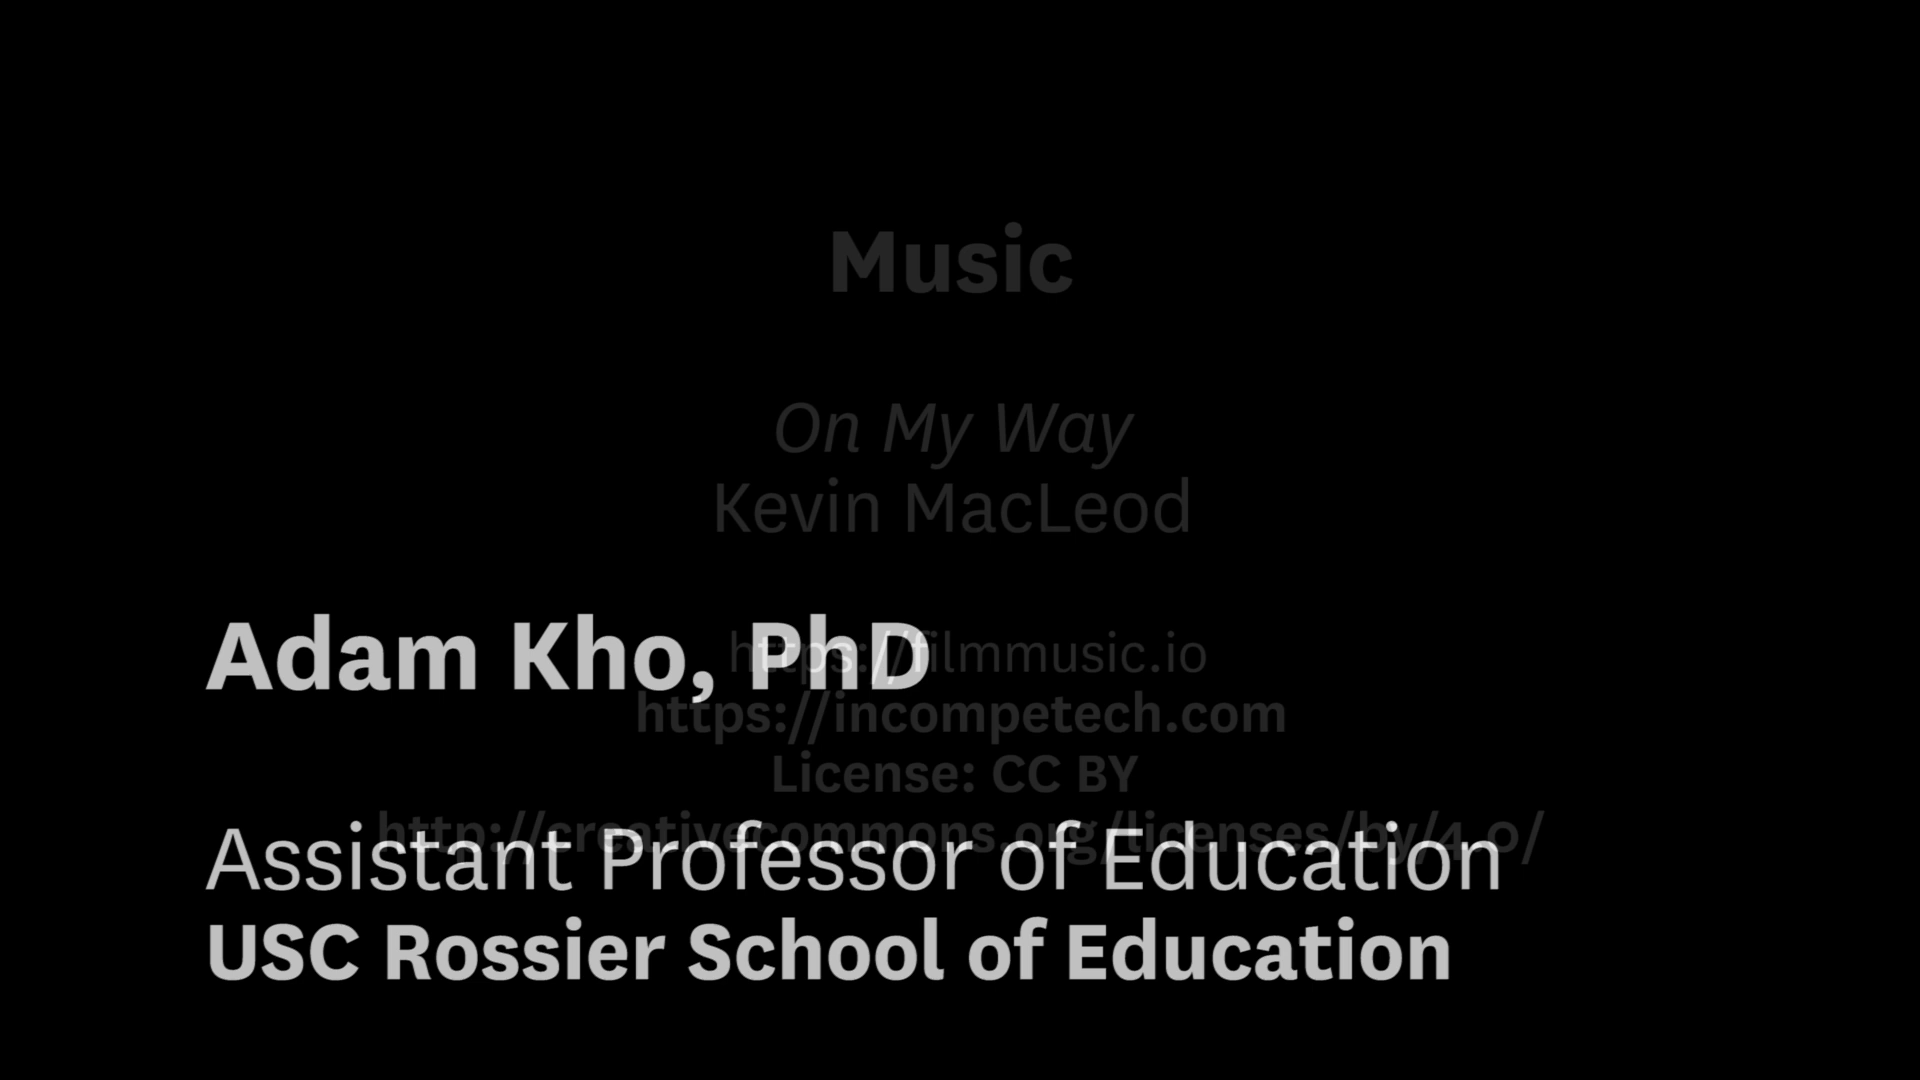 Music
On My Way
Kevin MacLeod
Adam Kho, PhD
https://filmmusic.io
https://incompetech.com
License: CC BY
http://creativecommons.org/licenses/by/4.0/
Assistant Professor of Education
USC Rossier School of Education